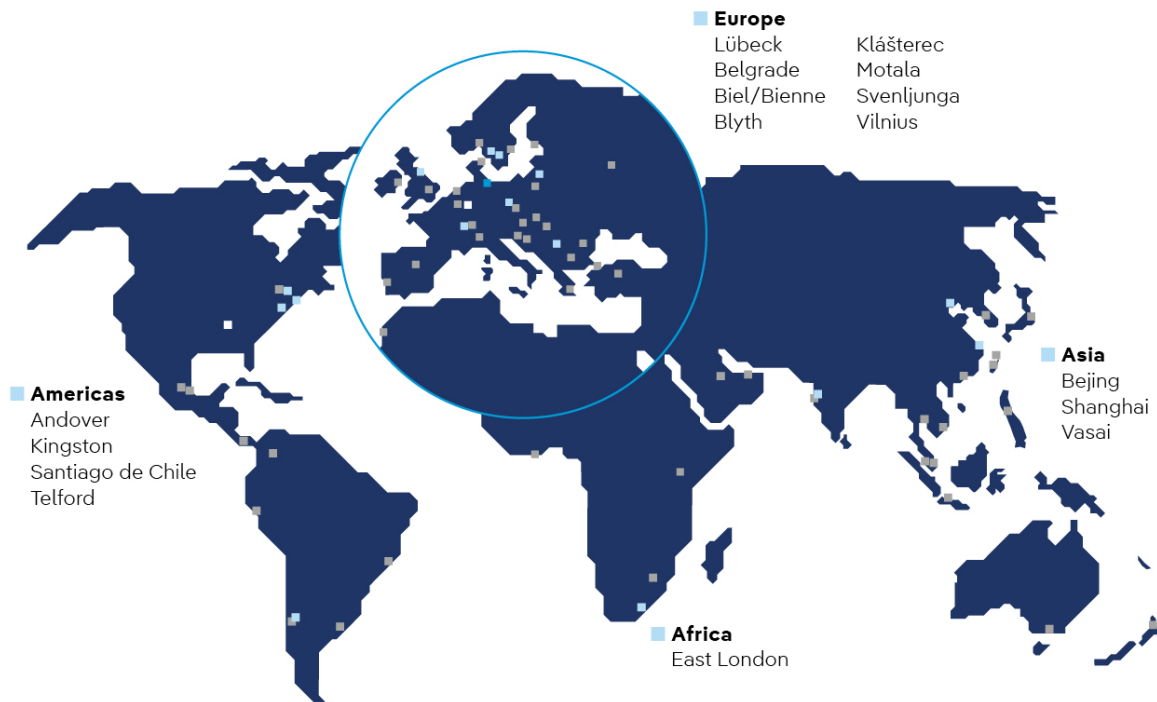 Europe
Lübeck
Belgrade
Biel/Bienne
Blyth
Klášterec
Motala
Svenljunga
Vilnius
Americas
Andover
Kingston
Santiago de Chile
Telford
Asia
Bejing
Shanghai
Vasai
Africa
East London